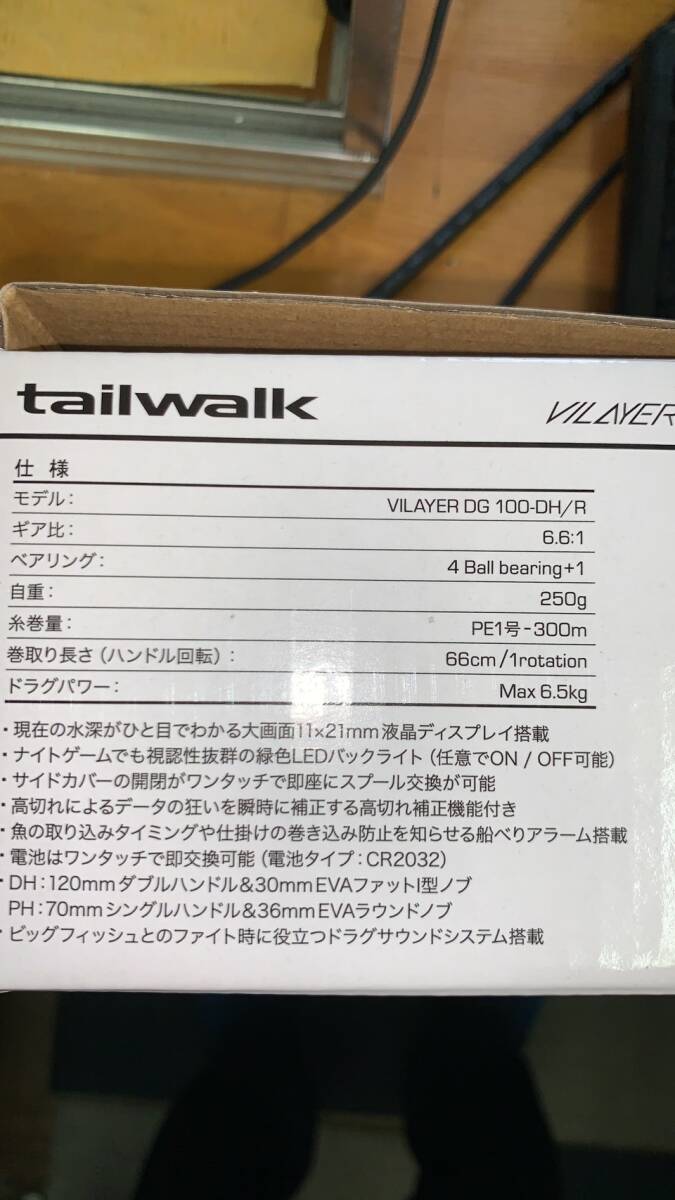 tailwalk
VILAYER
仕様
モデル: VILAYER DG 100-DH/R
ギア比: 6.6:1
ベアリング: 4 Ball bearing+1
自重: 250g
糸巻量: PE1号-300m
巻取り長さ(ハンドル回転): 66cm/1rotation
ドラグパワー: Max 6.5kg
・現在の水深がひと目でわかる大画面11×21mm液晶ディスプレイ搭載
・ナイトゲームでも視認性抜群の緑色LEDバックライト(任意でON / OFF可能)
・サイドカバーの開閉がワンタッチで即座にスプール交換が可能
・高切れによるデータの狂いを瞬時に補正する高切れ補正機能付き
・魚の取り込みタイミングや仕掛けの巻き込み防止を知らせる船べりアラーム搭載
・電池はワンタッチで即交換可能(電池タイプ:CR2032)
・DH:120mmダブルハンドル&30mmEVAファットI型ノブ
PH:70mmシングルハンドル&36mmEVAラウンドノブ
・ビッグフィッシュとのファイト時に役立つドラグサウンドシステム搭載